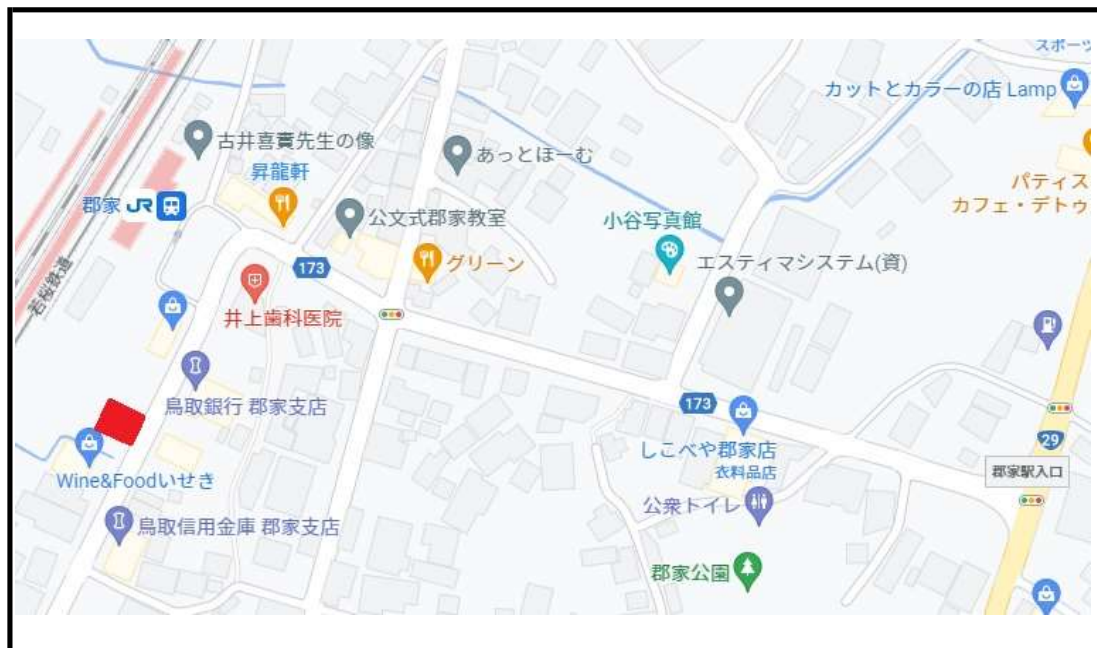 スポーツ
カットとカラーの店 Lamp
古井喜實先生の像
あっとほーむ
昇龍軒
パティス
カフェ・デトゥ
郡家 JR
公文式郡家教室
小谷写真館
グリーン
エスティマシステム(資)
173
若桜鉄道
井上歯科医院
鳥取銀行 郡家支店
173
しこべや郡家店
衣料品店
29
郡家駅入口
Wine&Foodいせき
公衆トイレ
鳥取信用金庫 郡家支店
郡家公園